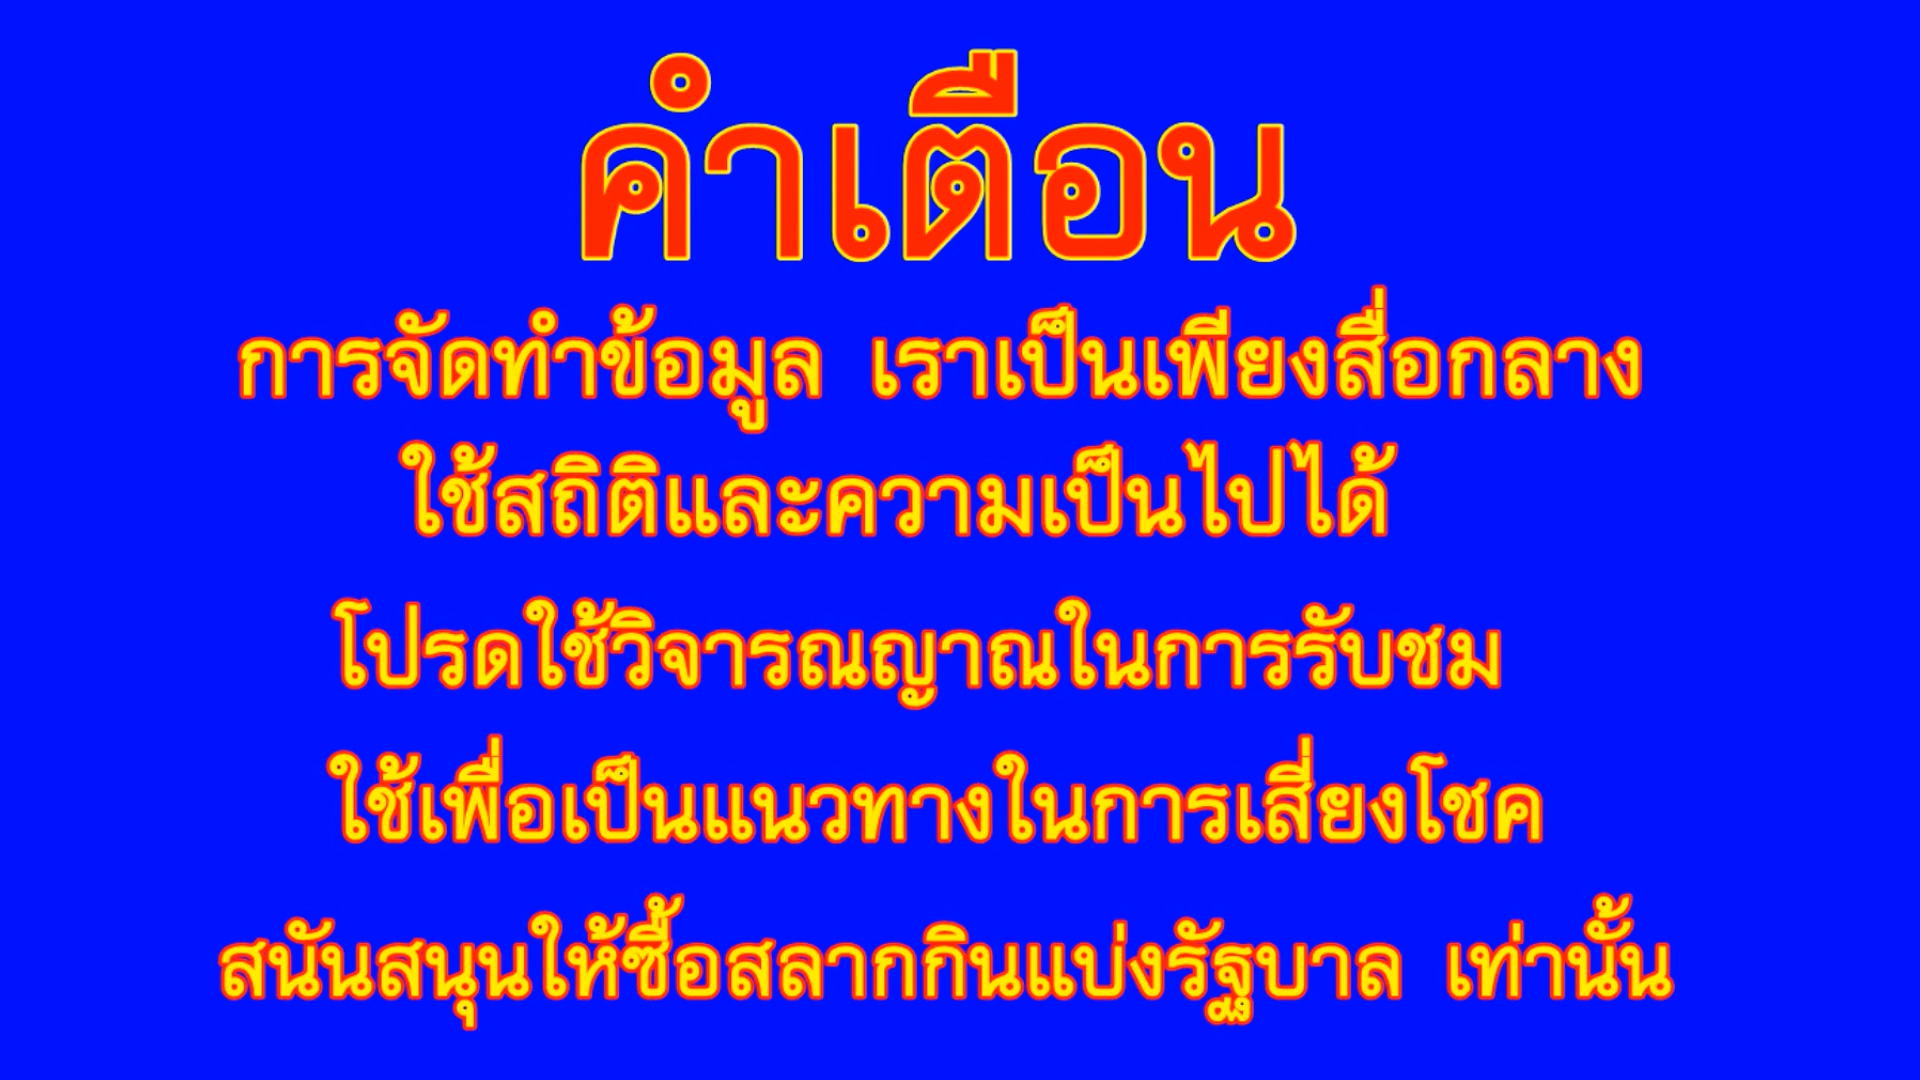 คำเตือน
การจัดทำข้อมูล เราเป็นเพียงสื่อกลาง
ใช้สถิติและความเป็นไปได้
โปรดใช้วิจารณญาณในการรับชม
ใช้เพื่อเป็นแนวทางในการเสี่ยงโชค
สนันสนุนให้ซื้อสลากกินแบ่งรัฐบาล เท่านั้น